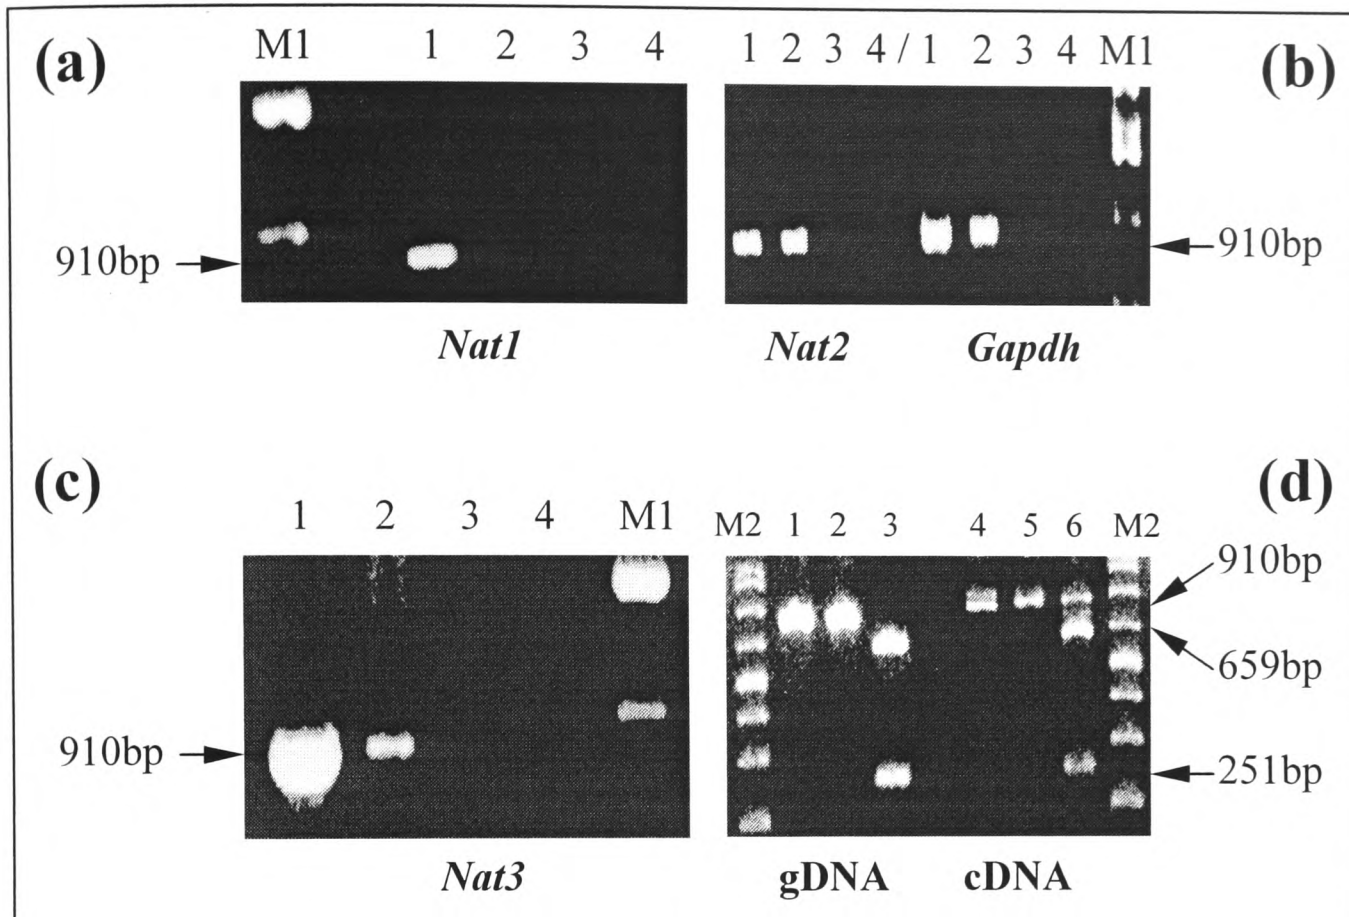 (a) M1 1 2 3 4
1 2 3 4 / 1 2 3 4 M1 (b)
910bp
910bp
Nat1
Nat2 Gapdh
(c) 1 2 3 4 M1
M2 1 2 3 4 5 6 M2 (d)
910bp
659bp
251bp
910bp
Nat3
gDNA cDNA